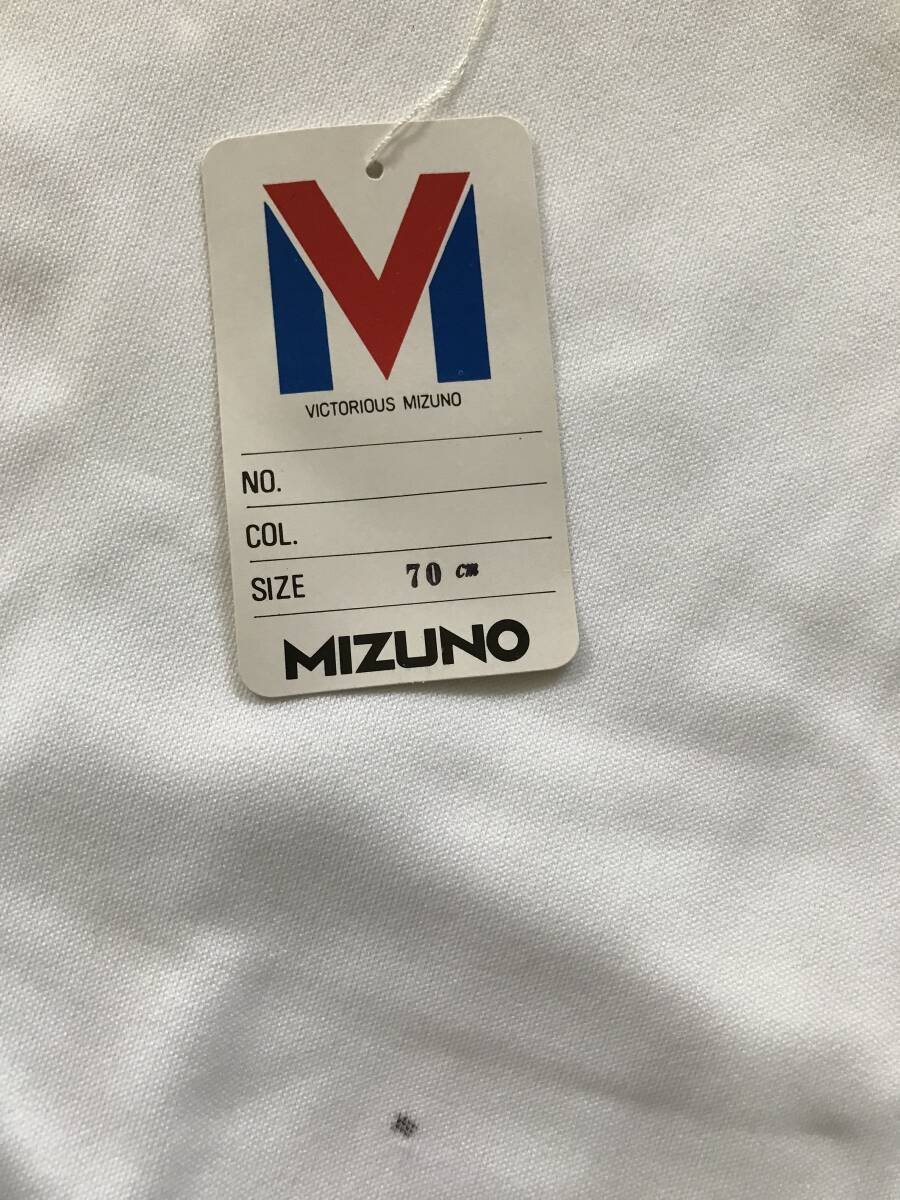 VICTORIOUS MIZUNO
NO.
COL.
SIZE 70 cm
MIZUNO